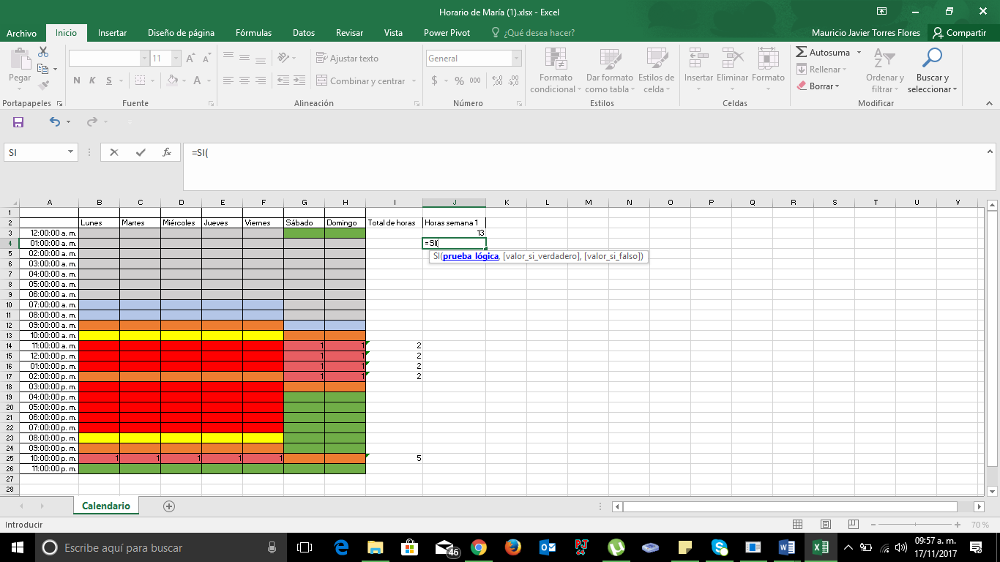 Horario de María (1).xlsx - Excel
Archivo Inicio Insertar Diseño de página Fórmulas Datos Revisar Vista Power Pivot ¿Qué desea hacer? Mauricio Javier Torres Flores Compartir
Pegar
Portapapeles
11 A A
N K S A
Fuente
Ajustar texto
Combinar y centrar
Alineación
General
$ % 000
Número
Formato condicional
Dar formato como tabla
Estilos de celda
Estilos
Insertar Eliminar Formato
Celdas
Autosuma
Rellenar
Borrar
Ordenar y filtrar
Buscar y seleccionar
Modificar
SI fx =SI(
A B C D E F G H I J K L M N O P Q R S T U V
1
2 Lunes Martes Miércoles Jueves Viernes Sábado Domingo Total de horas Horas semana 1
3 12:00:00 a. m. 13
4 01:00:00 a. m. =SI(
5 02:00:00 a. m. SI(prueba_lógica, [valor_si_verdadero], [valor_si_falso])
6 03:00:00 a. m.
7 04:00:00 a. m.
8 05:00:00 a. m.
9 06:00:00 a. m.
10 07:00:00 a. m.
11 08:00:00 a. m.
12 09:00:00 a. m.
13 10:00:00 a. m.
14 11:00:00 a. m. 1 1 2
15 12:00:00 p. m. 1 1 2
16 01:00:00 p. m. 1 1 2
17 02:00:00 p. m. 1 1 2
18 03:00:00 p. m.
19 04:00:00 p. m.
20 05:00:00 p. m.
21 06:00:00 p. m.
22 07:00:00 p. m.
23 08:00:00 p. m.
24 09:00:00 p. m.
25 10:00:00 p. m. 1 1 1 1 1 5
26 11:00:00 p. m.
27
28
Calendario
Introducir 70 %
Escribe aquí para buscar 46 09:57 a. m.
17/11/2017